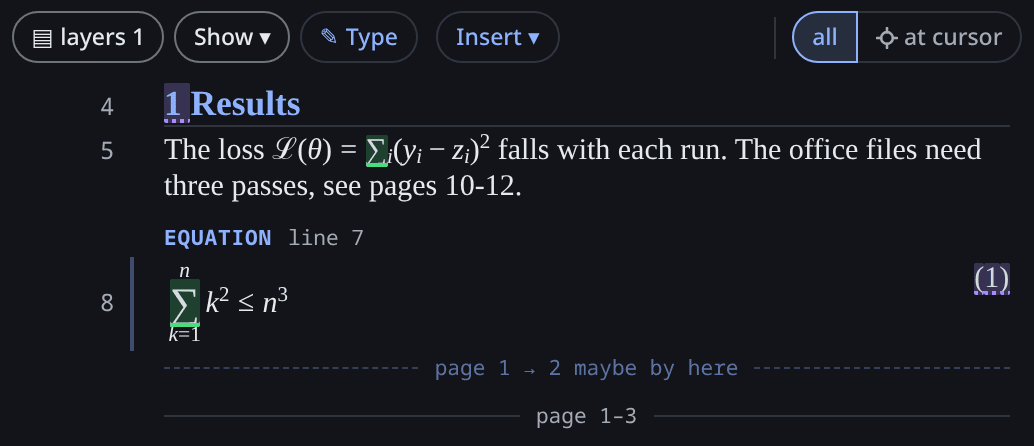 ▤ layers 1 Show ▾ ✎ Type Insert ▾ all at cursor
4 1 Results
5 The loss ℒ(θ) = ∑ᵢ(yᵢ − zᵢ)² falls with each run. The office files need
three passes, see pages 10-12.
EQUATION line 7
n
8 ∑ k² ≤ n³ (1)
k=1
page 1 → 2 maybe by here
page 1–3